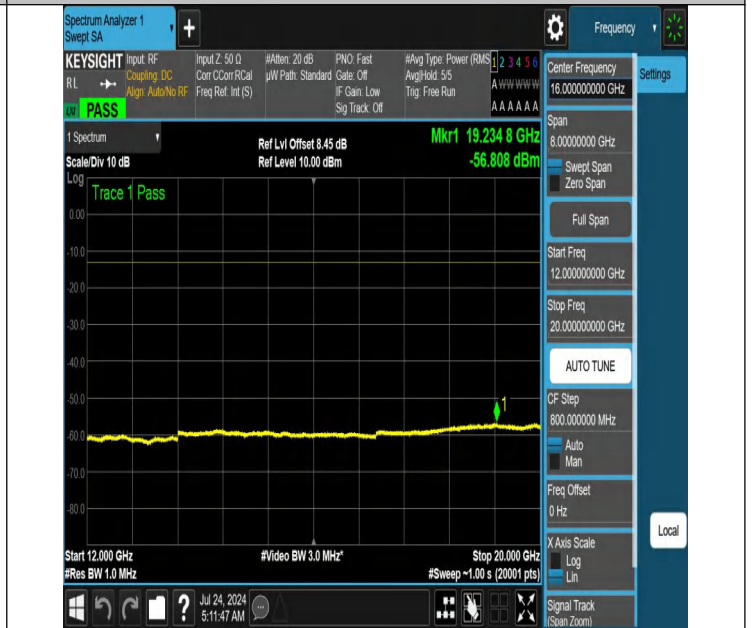 Spectrum Analyzer 1
Swept SA
+
Frequency
KEYSIGHT
RL
PASS
Input: RF
Coupling: DC
Align: Auto/No RF
Input Z: 50 Ω
Corr CCorr RCal
Freq Ref: Int (S)
#Atten: 20 dB
µW Path: Standard
PNO: Fast
Gate: Off
IF Gain: Low
Sig Track: Off
#Avg Type: Power (RMS
Avg|Hold: 5/5
Trig: Free Run
1 2 3 4 5 6
A W W W W W
A A A A A A
1 Spectrum
Scale/Div 10 dB
Ref Lvl Offset 8.45 dB
Ref Level 10.00 dBm
Mkr1 19.234 8 GHz
-56.808 dBm
Log
Trace 1 Pass
0.00
-10.0
-20.0
-30.0
-40.0
-50.0
-60.0
-70.0
-80.0
1
Start 12.000 GHz
#Res BW 1.0 MHz
#Video BW 3.0 MHz*
Stop 20.000 GHz
#Sweep ~1.00 s (20001 pts)
Jul 24, 2024
5:11:47 AM
?
Center Frequency
16.000000000 GHz
Settings
Span
8.00000000 GHz
Swept Span
Zero Span
Full Span
Start Freq
12.000000000 GHz
Stop Freq
20.000000000 GHz
AUTO TUNE
CF Step
800.000000 MHz
Auto
Man
Freq Offset
0 Hz
X Axis Scale
Log
Lin
Signal Track
(Span Zoom)
Local